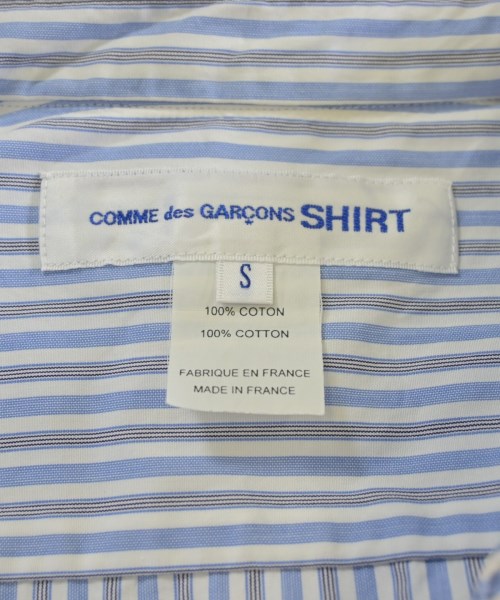 COMME des GARÇONS SHIRT
S
100% COTON
100% COTTON
FABRIQUE EN FRANCE
MADE IN FRANCE